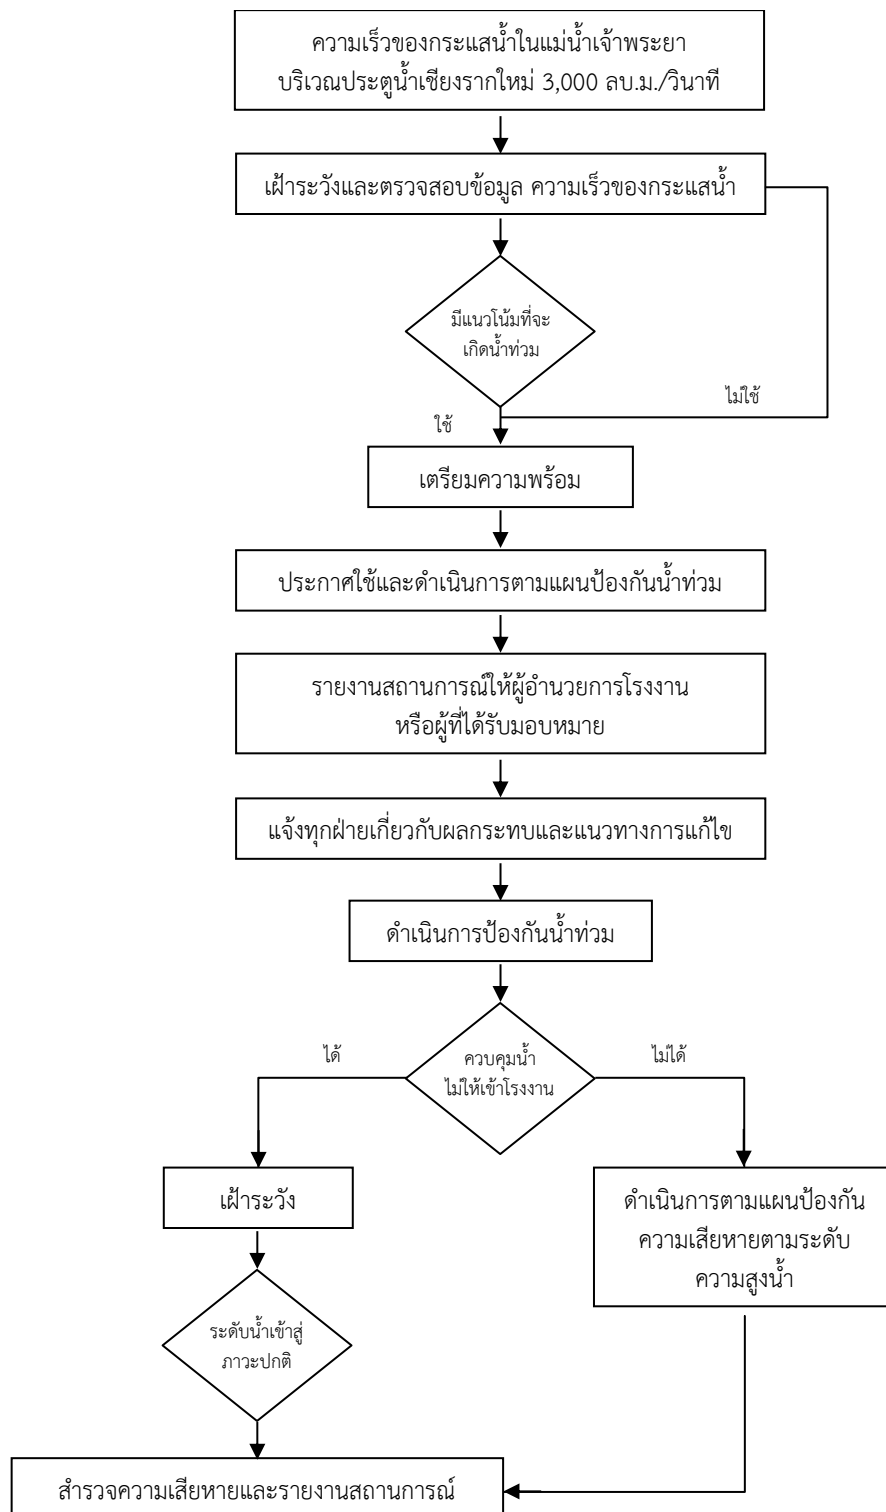 ความเร็วของกระแสน้ำในแม่น้ำเจ้าพระยา
บริเวณประตูน้ำเชียงรากใหม่ 3,000 ลบ.ม./วินาที
เฝ้าระวังและตรวจสอบข้อมูล ความเร็วของกระแสน้ำ
มีแนวโน้มที่จะ
เกิดน้ำท่วม
ไม่ใช้
ใช้
เตรียมความพร้อม
ประกาศใช้และดำเนินการตามแผนป้องกันน้ำท่วม
รายงานสถานการณ์ให้ผู้อำนวยการโรงงาน
หรือผู้ที่ได้รับมอบหมาย
แจ้งทุกฝ่ายเกี่ยวกับผลกระทบและแนวทางการแก้ไข
ดำเนินการป้องกันน้ำท่วม
ได้
ควบคุมน้ำ
ไม่ให้เข้าโรงงาน
ไม่ได้
เฝ้าระวัง
ดำเนินการตามแผนป้องกัน
ความเสียหายตามระดับ
ความสูงน้ำ
ระดับน้ำเข้าสู่
ภาวะปกติ
สำรวจความเสียหายและรายงานสถานการณ์